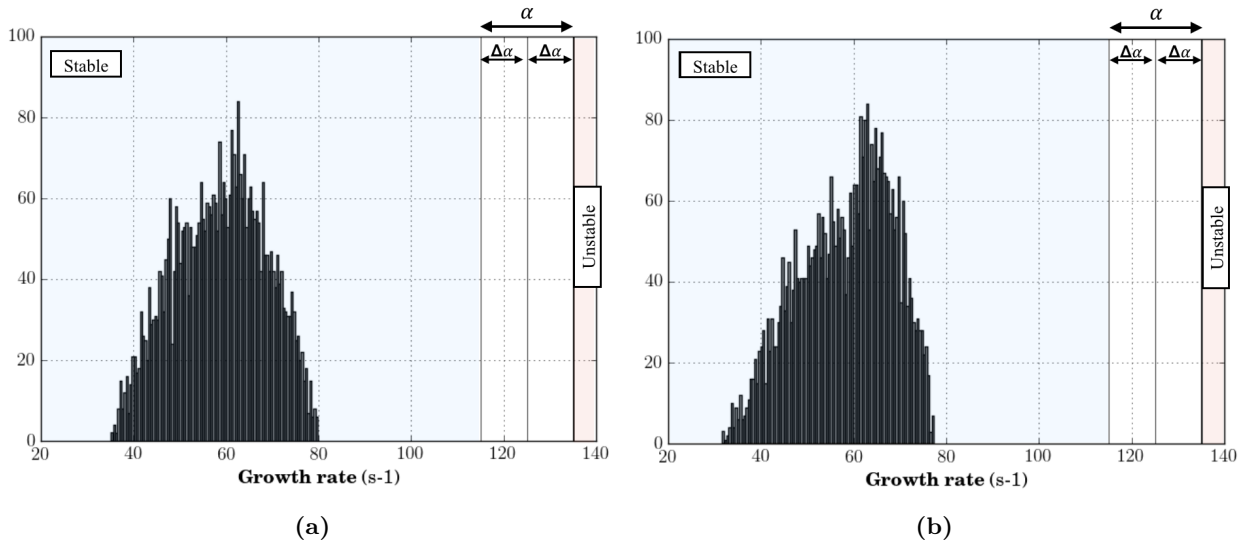 α
Δα Δα
Stable
Unstable
100
80
60
40
20
0
20 40 60 80 100 120 140
Growth rate (s-1)
(a)
α
Δα Δα
Stable
Unstable
100
80
60
40
20
0
20 40 60 80 100 120 140
Growth rate (s-1)
(b)